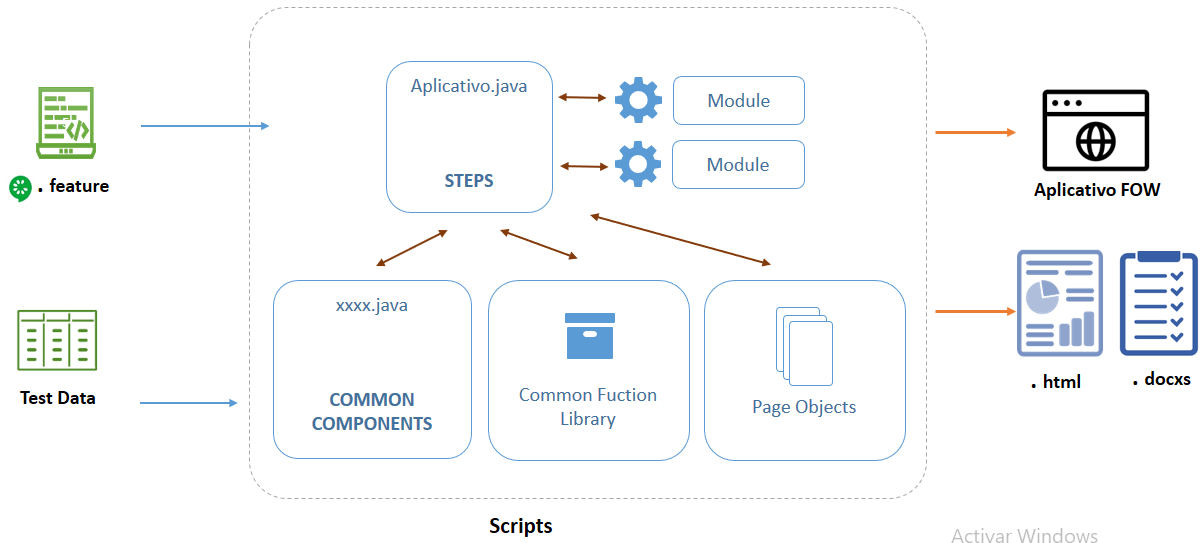 Aplicativo.java
STEPS
Module
Module
. feature
Aplicativo FOW
xxxx.java
COMMON
COMPONENTS
Common Fuction
Library
Page Objects
Test Data
. html
. docxs
Scripts
Activar Windows